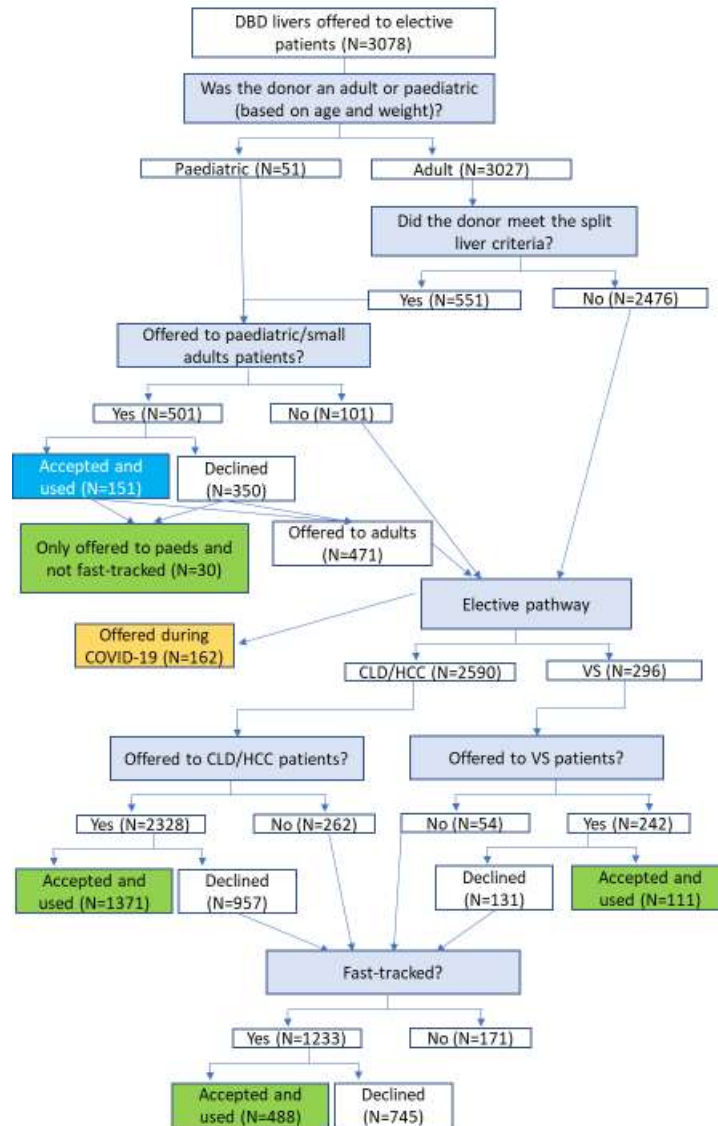 DBD livers offered to elective
patients (N=3078)
Was the donor an adult or paediatric
(based on age and weight)?
Paediatric (N=51)
Adult (N=3027)
Did the donor meet the split
liver criteria?
Yes (N=551)
No (N=2476)
Offered to paediatric/small
adults patients?
Yes (N=501)
No (N=101)
Accepted and
used (N=151)
Declined
(N=350)
Only offered to paeds and
not fast-tracked (N=30)
Offered to adults
(N=471)
Elective pathway
Offered during
COVID-19 (N=162)
CLD/HCC (N=2590)
VS (N=296)
Offered to CLD/HCC patients?
Offered to VS patients?
Yes (N=2328)
No (N=262)
No (N=54)
Yes (N=242)
Accepted and
used (N=1371)
Declined
(N=957)
Declined
(N=131)
Accepted and
used (N=111)
Fast-tracked?
Yes (N=1233)
No (N=171)
Accepted and
used (N=488)
Declined
(N=745)